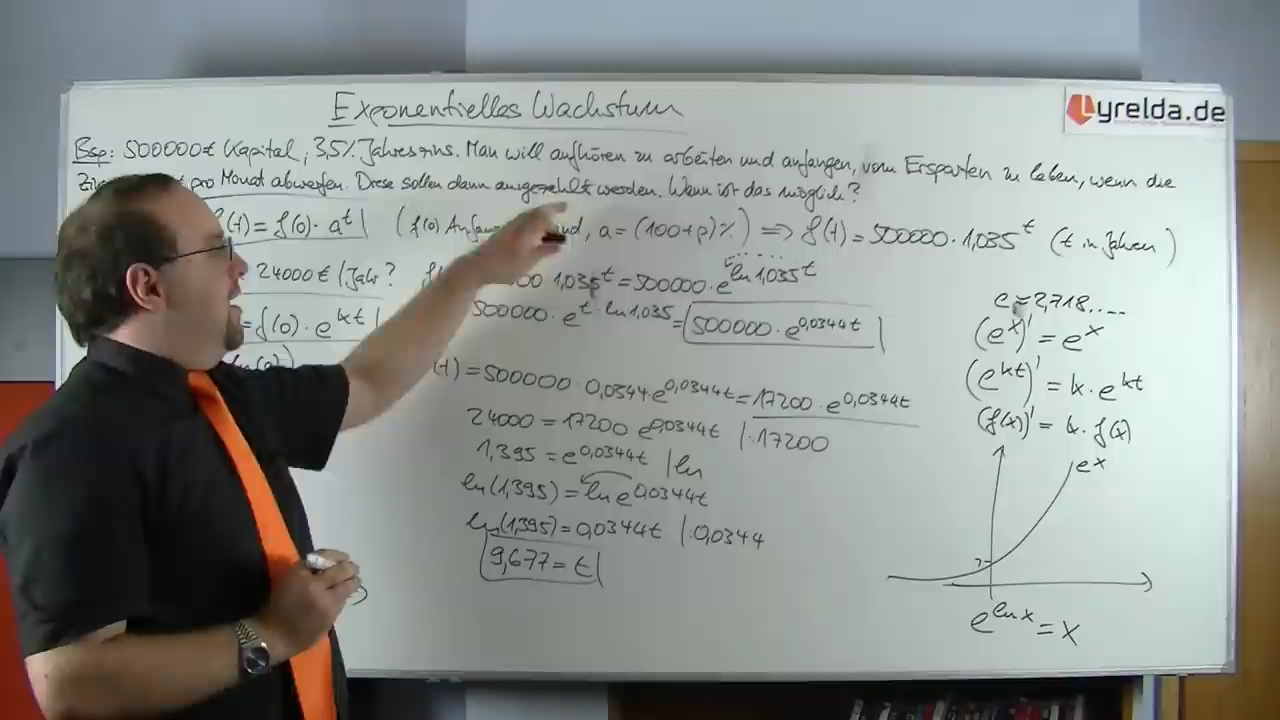 Exponentielles Wachstum
Lyrelda.de
Bsp: 500000€ Kapital, 3,5% Jahreszins. Man will aufhören zu arbeiten und anfangen, vom Ersparten zu leben, wenn die
pro Monat abwerfen. Diese sollen dann ausgezahlt werden. Wann ist das möglich?
(t) = f(0) · a^t | (f(0) a = (100+p)%) ⟹ f(t) = 500000 · 1,035^t (t in Jahren)
24000€/Jahr? 1,035^t = 500000 · e^{ln 1,035^t}
= f(0) · e^{kt} | 500000 · e^{t · ln 1,035} = 500000 · e^{0,0344t}
(t) = 500000 · 0,0344 · e^{0,0344t} = 17200 · e^{0,0344t}
24000 = 17200 e^{0,0344t} | : 17200
1,395 = e^{0,0344t} | ln
ln(1,395) = ln e^{0,0344t}
ln(1,395) = 0,0344t | : 0,0344
9,677 = t
e ≈ 2,718....
(e^x)' = e^x
(e^{kt})' = k · e^{kt}
(f(x))' = k · f(x)
e^x
e^{ln x} = x